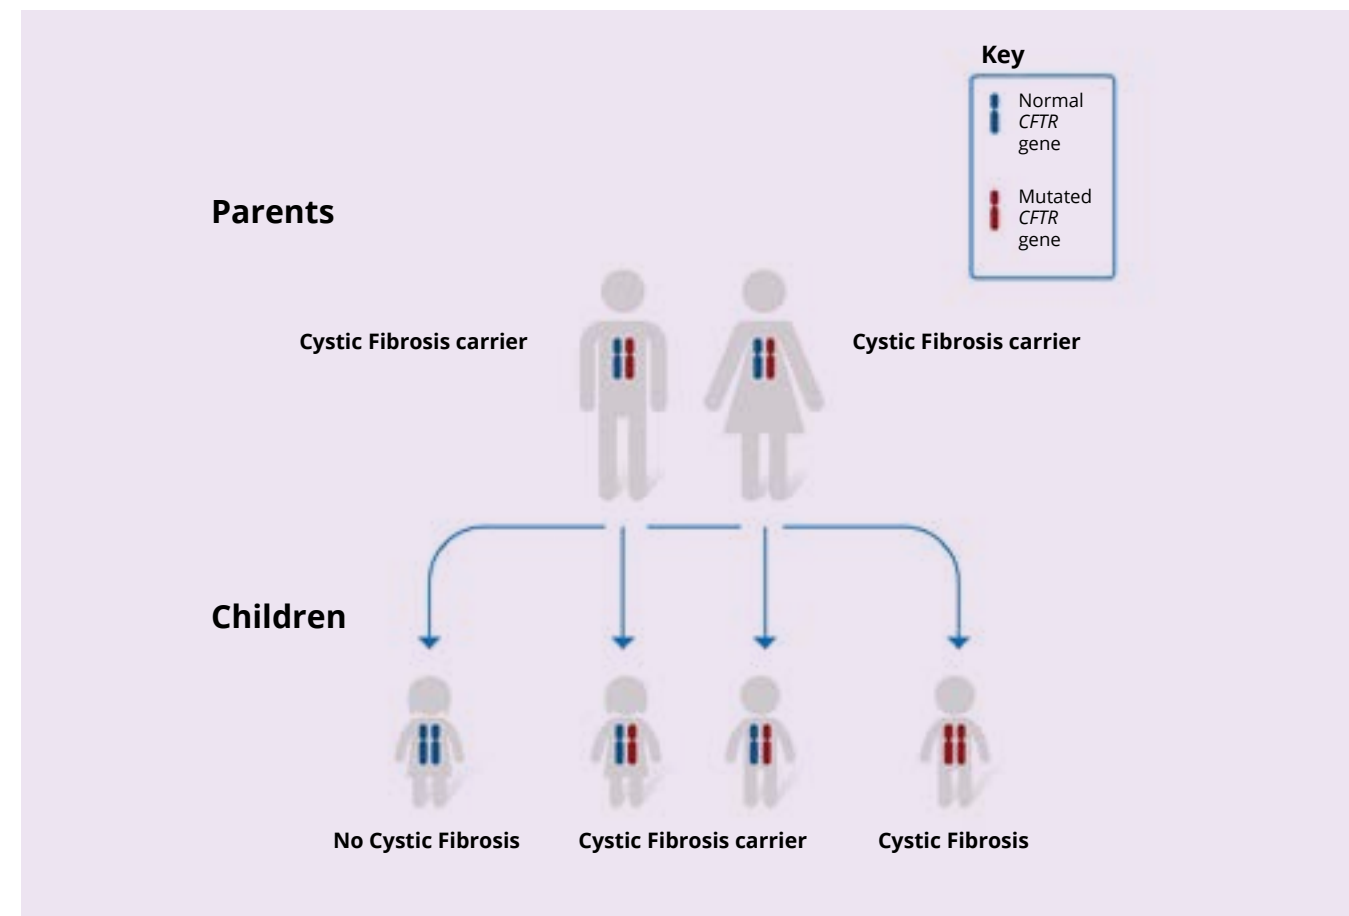 Key
Normal
CFTR
gene
Mutated
CFTR
gene
Parents
Cystic Fibrosis carrier
Cystic Fibrosis carrier
Children
No Cystic Fibrosis
Cystic Fibrosis carrier
Cystic Fibrosis